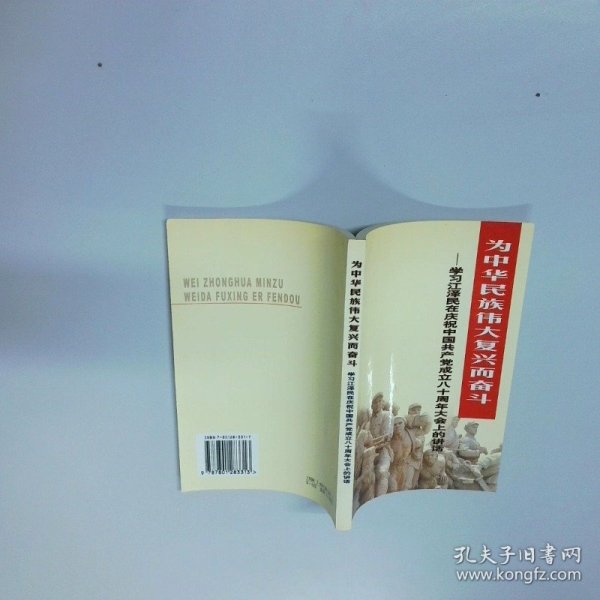 为中华民族伟大复兴而奋斗
——学习江泽民在庆祝中国共产党成立八十周年大会上的讲话
为中华民族伟大复兴而奋斗
学习江泽民在庆祝中国共产党成立八十周年大会上的讲话
WEI ZHONGHUA MINZU
WEIDA FUXING ER FENDOU
孔夫子旧书网
www.kongfz.com